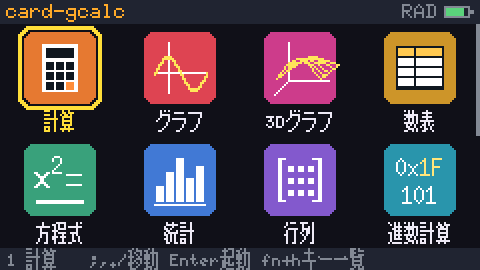 card-gcalc RAD
計算 グラフ 3Dグラフ 数表
x²=
0x1F
101
方程式 統計 行列 進数計算
1 計算 ;,./移動 Enter起動 fn+hキー一覧